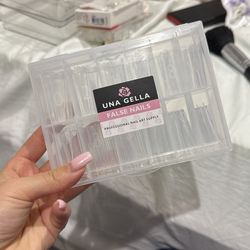 UNA GELLA
FALSE NAILS
PROFESSIONAL NAIL ART SUPPLY